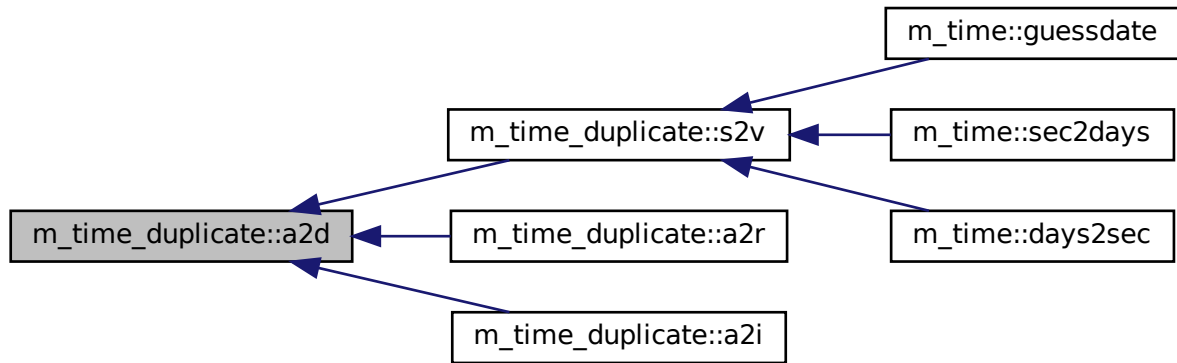 m_time::guessdate
m_time_duplicate::s2v
m_time::sec2days
m_time_duplicate::a2d
m_time_duplicate::a2r
m_time::days2sec
m_time_duplicate::a2i